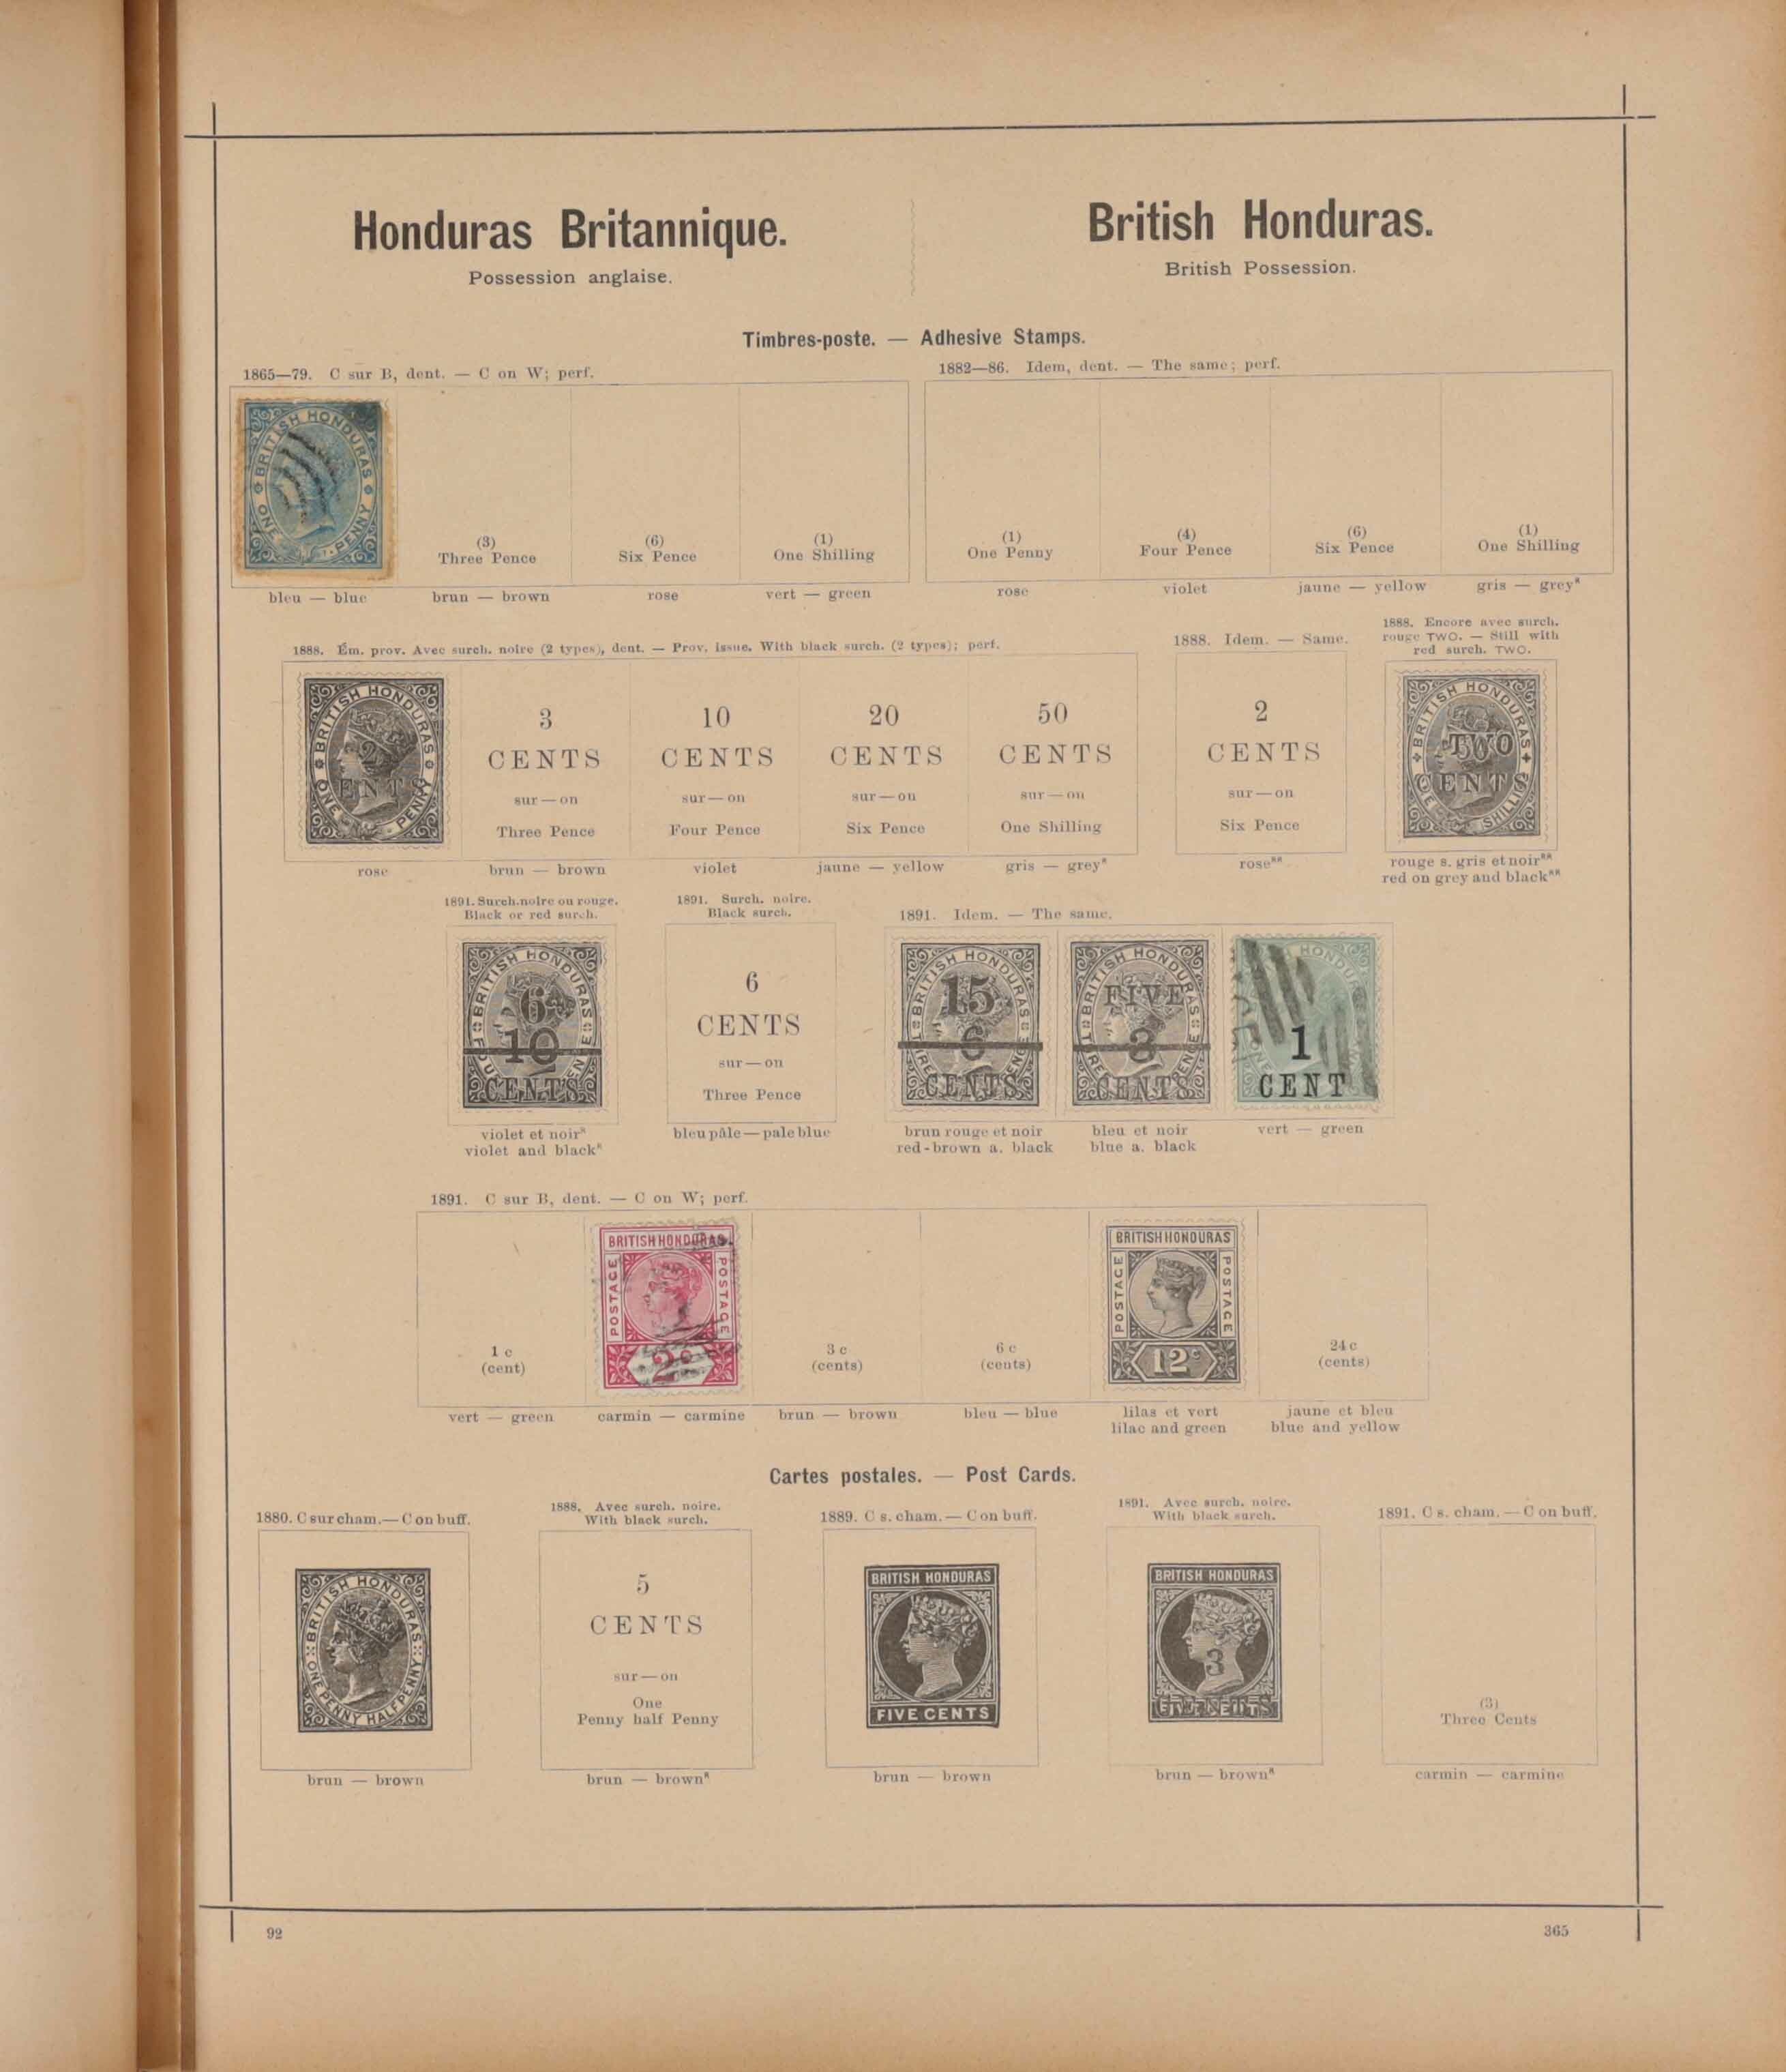 Honduras Britannique.
Possession anglaise.
British Honduras.
British Possession.
Timbres-poste. — Adhesive Stamps.
1865—79. C sur B, dent. — C on W; perf.
1882—86. Idem, dent. — The same; perf.
BRITISH HONDURAS
ONE PENNY
(3)
Three Pence
(6)
Six Pence
(1)
One Shilling
(1)
One Penny
(4)
Four Pence
(6)
Six Pence
(1)
One Shilling
bleu — blue
brun — brown
rose
vert — green
rose
violet
jaune — yellow
gris — grey*
1888. Ém. prov. Avec surch. noire (2 types), dent. — Prov. issue. With black surch. (2 types); perf.
1888. Idem. — Same.
1888. Encore avec surch.
rouge TWO. — Still with
red surch. TWO.
BRITISH HONDURAS
2
ONE PENNY
3
CENTS
sur — on
Three Pence
10
CENTS
sur — on
Four Pence
20
CENTS
sur — on
Six Pence
50
CENTS
sur — on
One Shilling
2
CENTS
sur — on
Six Pence
BRITISH HONDURAS
TWO
CENTS
SHILLING
rose
brun — brown
violet
jaune — yellow
gris — grey*
rose**
rouge s. gris et noir**
red on grey and black**
1891. Surch. noire ou rouge.
Black or red surch.
1891. Surch. noire.
Black surch.
1891. Idem. — The same.
BRITISH HONDURAS
6
10
CENTS
6
CENTS
sur — on
Three Pence
BRITISH HONDURAS
15
6
CENTS
BRITISH HONDURAS
FIVE
3
CENTS
HONDURAS
1
CENT
violet et noir*
violet and black*
bleu pâle — pale blue
brun rouge et noir
red-brown a. black
bleu et noir
blue a. black
vert — green
1891. C sur B, dent. — C on W; perf.
1 c
(cent)
BRITISH HONDURAS
POSTAGE
POSTAGE
2c
3 c
(cents)
6 c
(cents)
BRITISH HONDURAS
POSTAGE
POSTAGE
12c
24 c
(cents)
vert — green
carmin — carmine
brun — brown
bleu — blue
lilas et vert
lilac and green
jaune et bleu
blue and yellow
Cartes postales. — Post Cards.
1880. C sur cham. — C on buff.
1888. Avec surch. noire.
With black surch.
1889. C s. cham. — C on buff.
1891. Avec surch. noire.
With black surch.
1891. C s. cham. — C on buff.
BRITISH HONDURAS
ONE PENNY HALFPENNY
5
CENTS
sur — on
One
Penny half Penny
BRITISH HONDURAS
FIVE CENTS
BRITISH HONDURAS
3
(3)
Three Cents
brun — brown
brun — brown*
brun — brown
brun — brown*
carmin — carmine
92
365